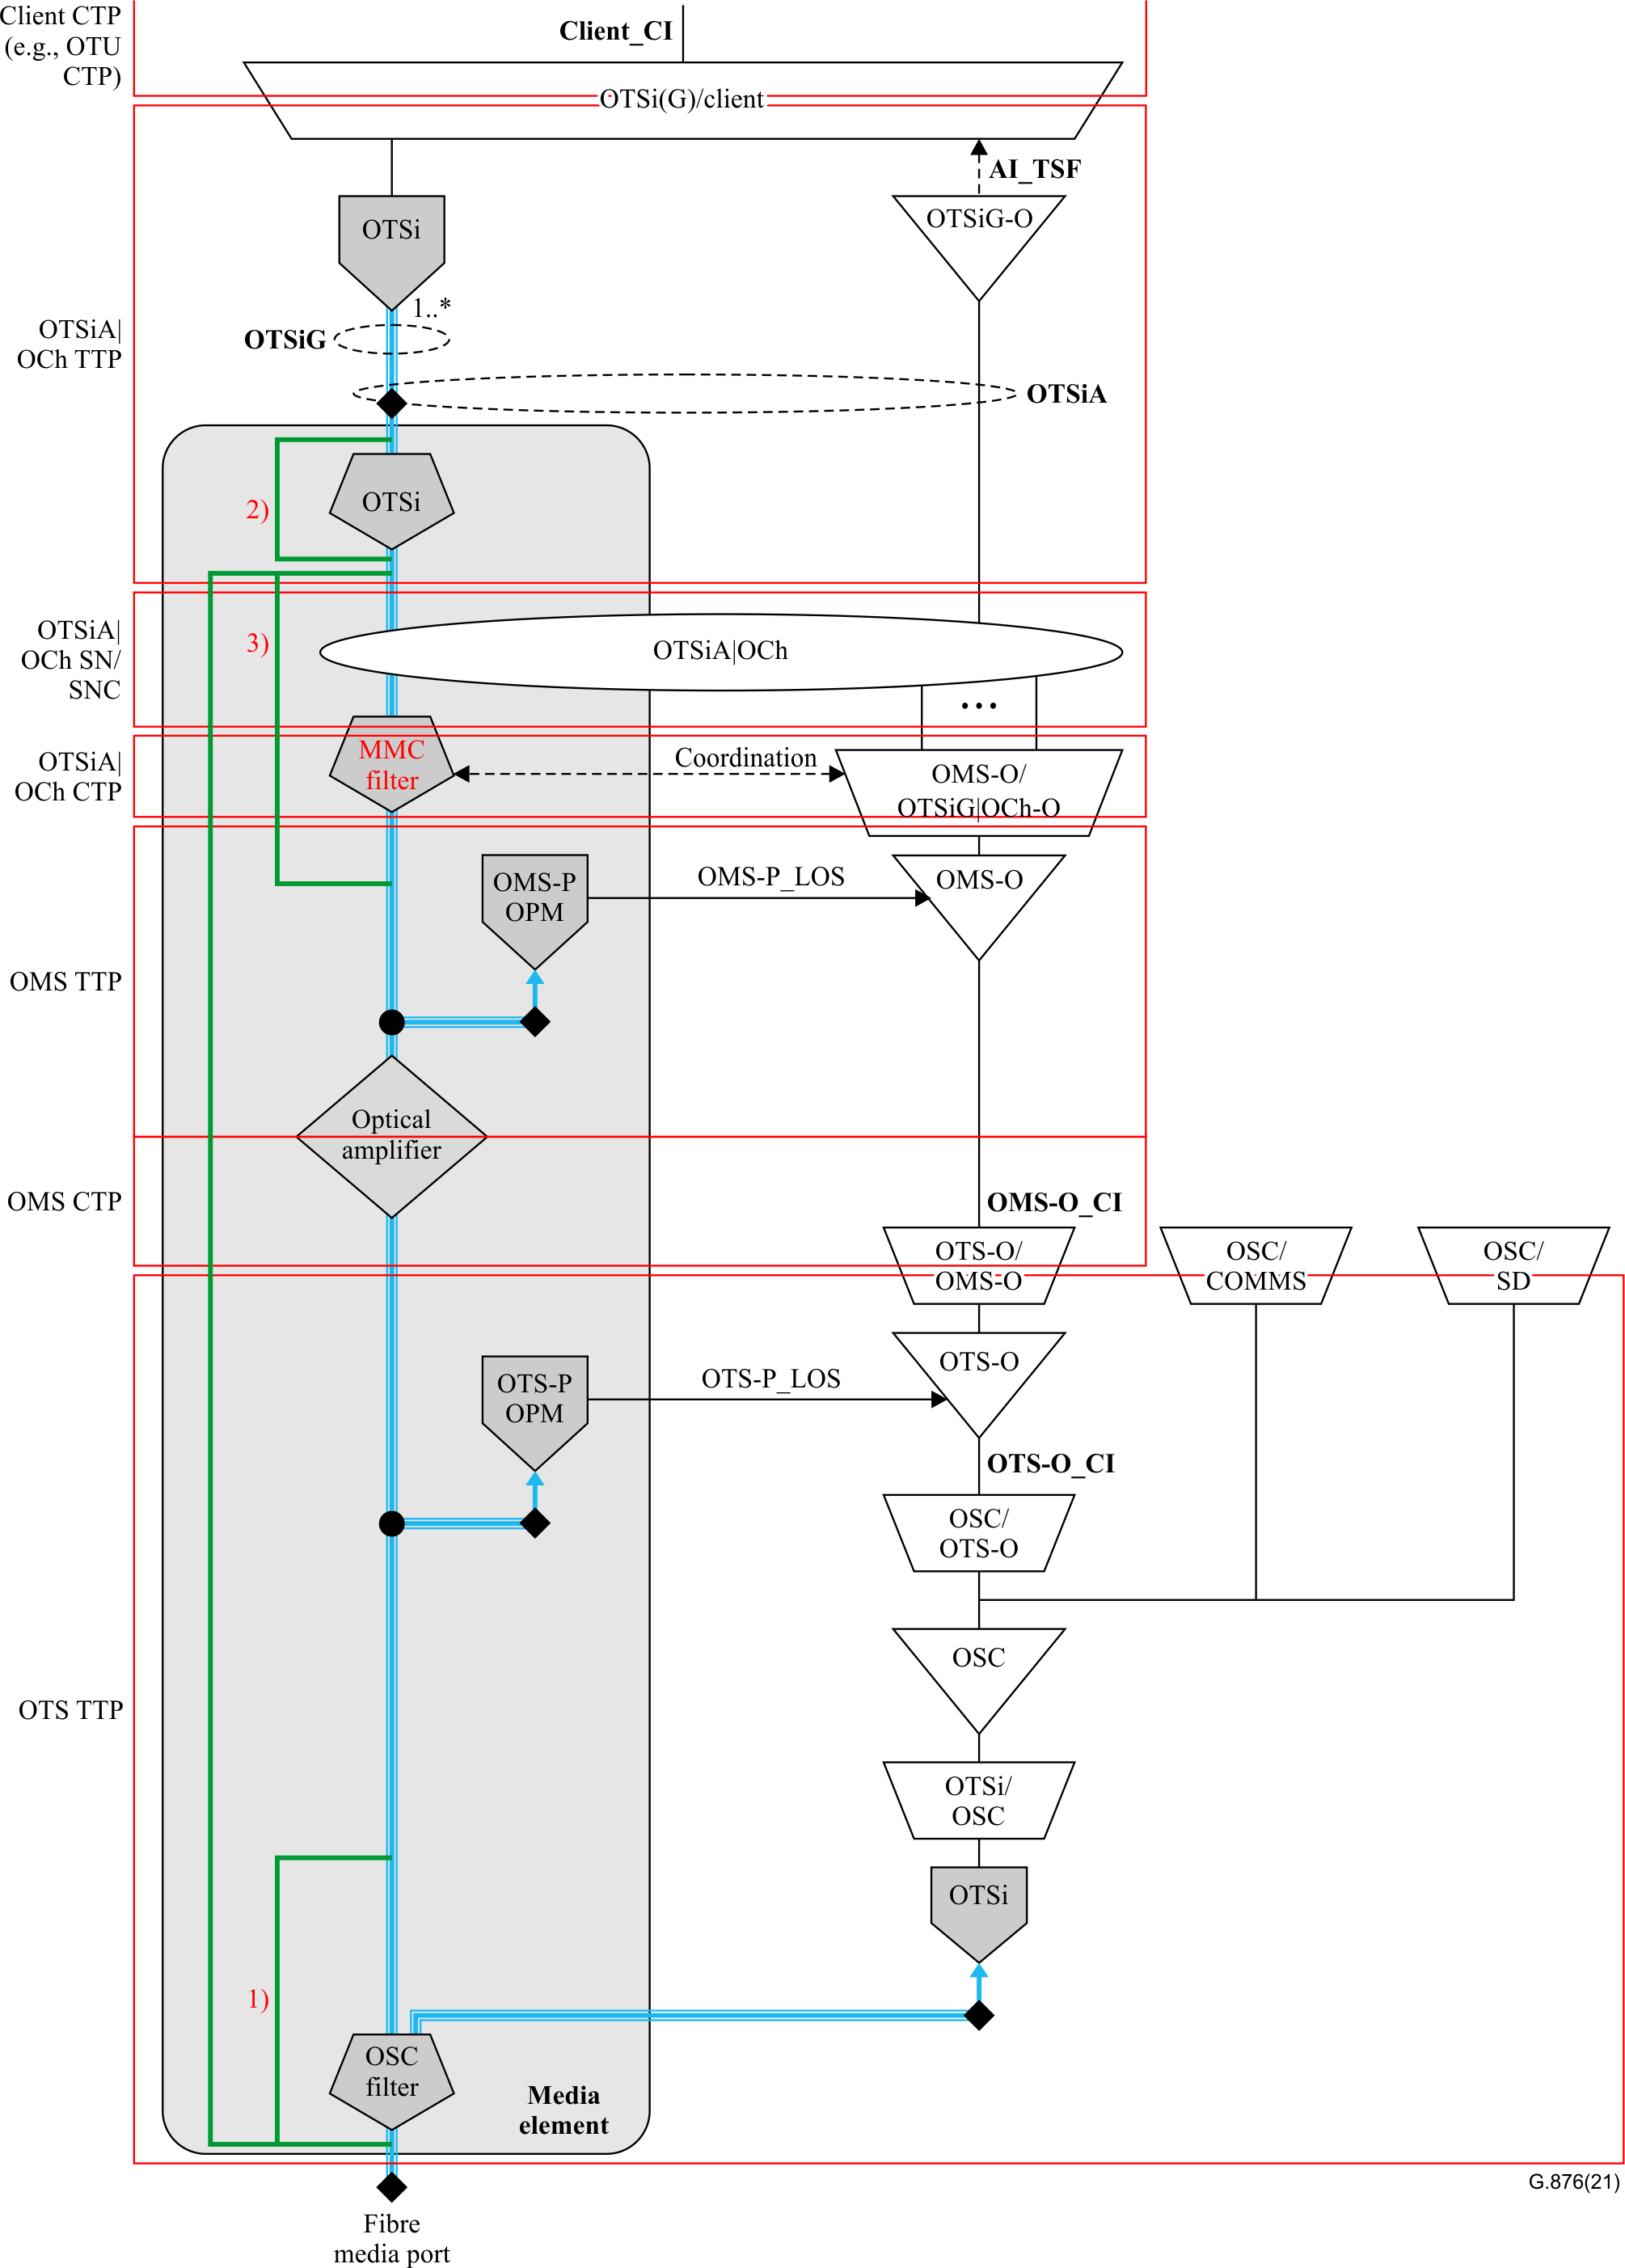 Client CTP
(e.g., OTU
CTP)
Client_CI
OTSi(G)/client
AI_TSF
OTSi
OTSiG-O
1..*
OTSiG
OTSiA|
OCh TTP
OTSiA
OTSi
2)
OTSiA|
OCh SN/
SNC
3)
OTSiA|OCh
...
OTSiA|
OCh CTP
MMC
filter
Coordination
OMS-O/
OTSiG|OCh-O
OMS-P
OPM
OMS-P_LOS
OMS-O
OMS TTP
Optical
amplifier
OMS CTP
OMS-O_CI
OTS-O/
OMS-O
OSC/
COMMS
OSC/
SD
OTS-P
OPM
OTS-P_LOS
OTS-O
OTS-O_CI
OSC/
OTS-O
OSC
OTS TTP
OTSi/
OSC
OTSi
1)
OSC
filter
Media
element
G.876(21)
Fibre
media port